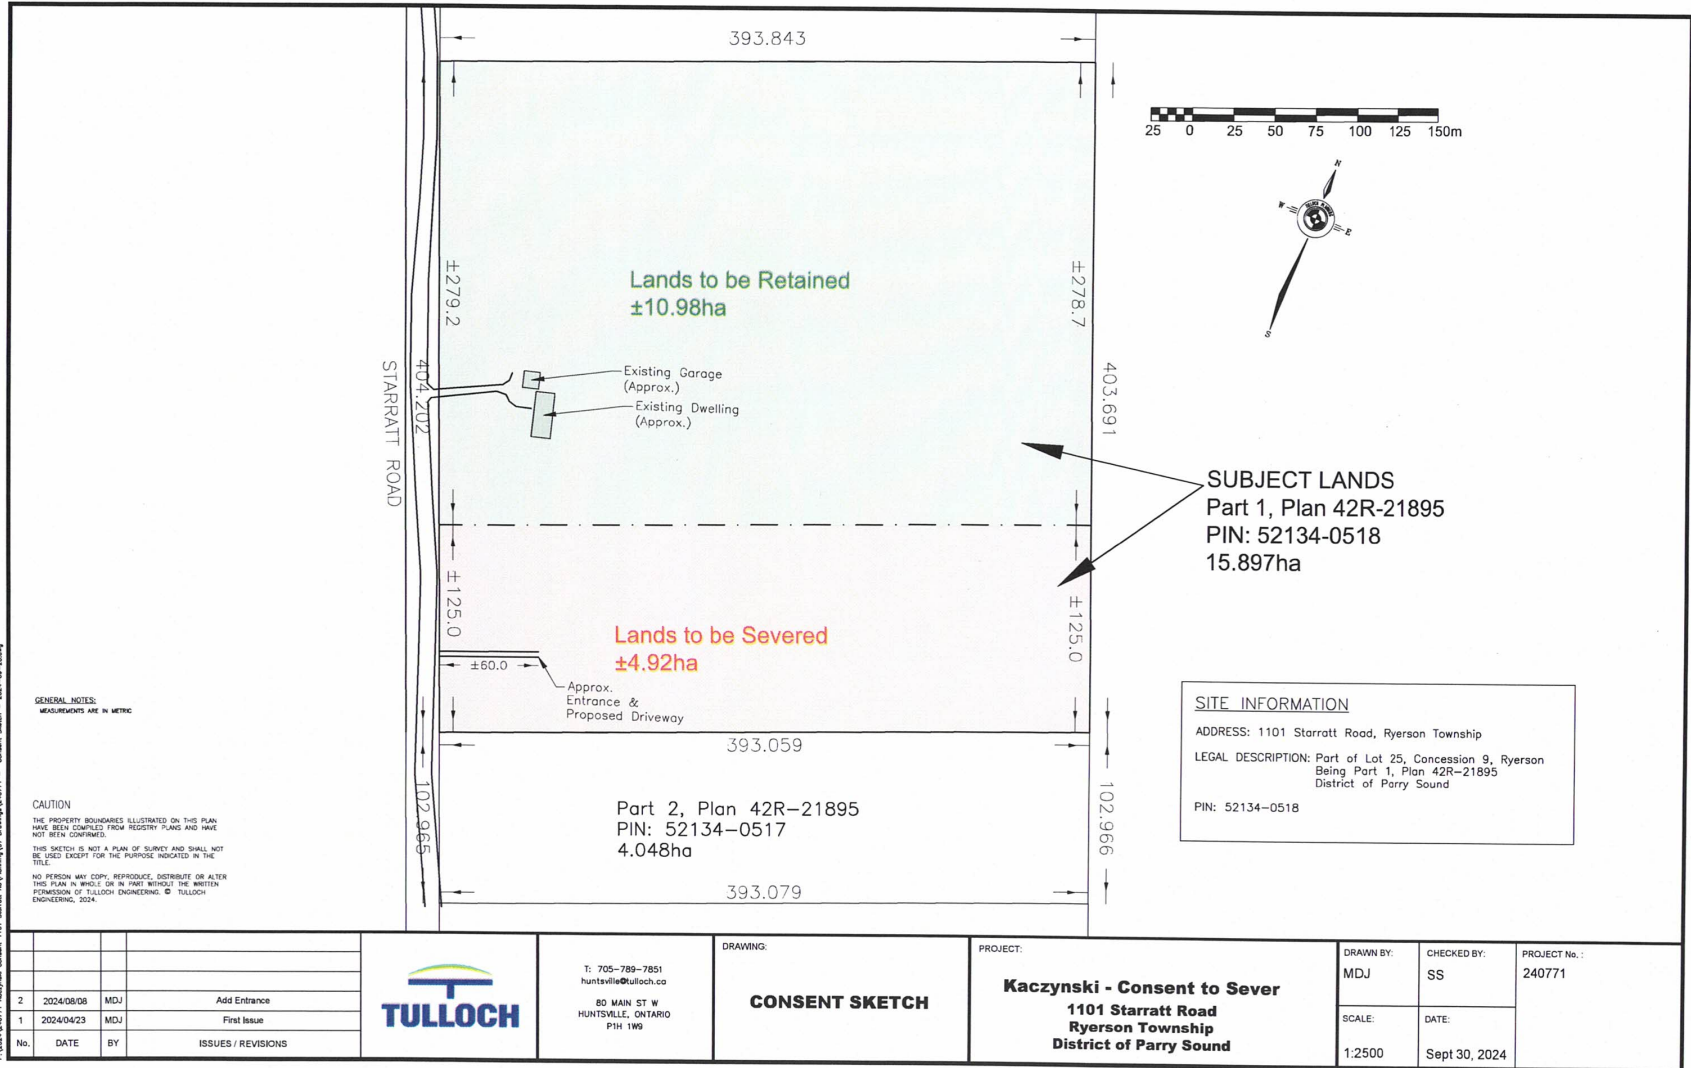 393.843
25 0 25 50 75 100 125 150m
N
W
E
S
±279.2
±278.7
Lands to be Retained
±10.98ha
STARRATT ROAD
404.202
403.691
Existing Garage
(Approx.)
Existing Dwelling
(Approx.)
SUBJECT LANDS
Part 1, Plan 42R-21895
PIN: 52134-0518
15.897ha
±125.0
±125.0
Lands to be Severed
±4.92ha
±60.0
Approx.
Entrance &
Proposed Driveway
393.059
102.965
102.966
Part 2, Plan 42R-21895
PIN: 52134-0517
4.048ha
393.079
GENERAL NOTES:
MEASUREMENTS ARE IN METRIC
CAUTION
THE PROPERTY BOUNDARIES ILLUSTRATED ON THIS PLAN
HAVE BEEN COMPILED FROM REGISTRY PLANS AND HAVE
NOT BEEN CONFIRMED.
THIS SKETCH IS NOT A PLAN OF SURVEY AND SHALL NOT
BE USED EXCEPT FOR THE PURPOSE INDICATED IN THE
TITLE.
NO PERSON MAY COPY, REPRODUCE, DISTRIBUTE OR ALTER
THIS PLAN IN WHOLE OR IN PART WITHOUT THE WRITTEN
PERMISSION OF TULLOCH ENGINEERING. © TULLOCH
ENGINEERING, 2024.
SITE INFORMATION
ADDRESS: 1101 Starratt Road, Ryerson Township
LEGAL DESCRIPTION: Part of Lot 25, Concession 9, Ryerson
Being Part 1, Plan 42R-21895
District of Parry Sound
PIN: 52134-0518
2 2024/08/08 MDJ Add Entrance
1 2024/04/23 MDJ First Issue
No. DATE BY ISSUES / REVISIONS
TULLOCH
T: 705-789-7851
huntsville@tulloch.ca
80 MAIN ST W
HUNTSVILLE, ONTARIO
P1H 1W9
DRAWING:
CONSENT SKETCH
PROJECT:
Kaczynski - Consent to Sever
1101 Starratt Road
Ryerson Township
District of Parry Sound
DRAWN BY:
MDJ
CHECKED BY:
SS
PROJECT No. :
240771
SCALE:
1:2500
DATE:
Sept 30, 2024